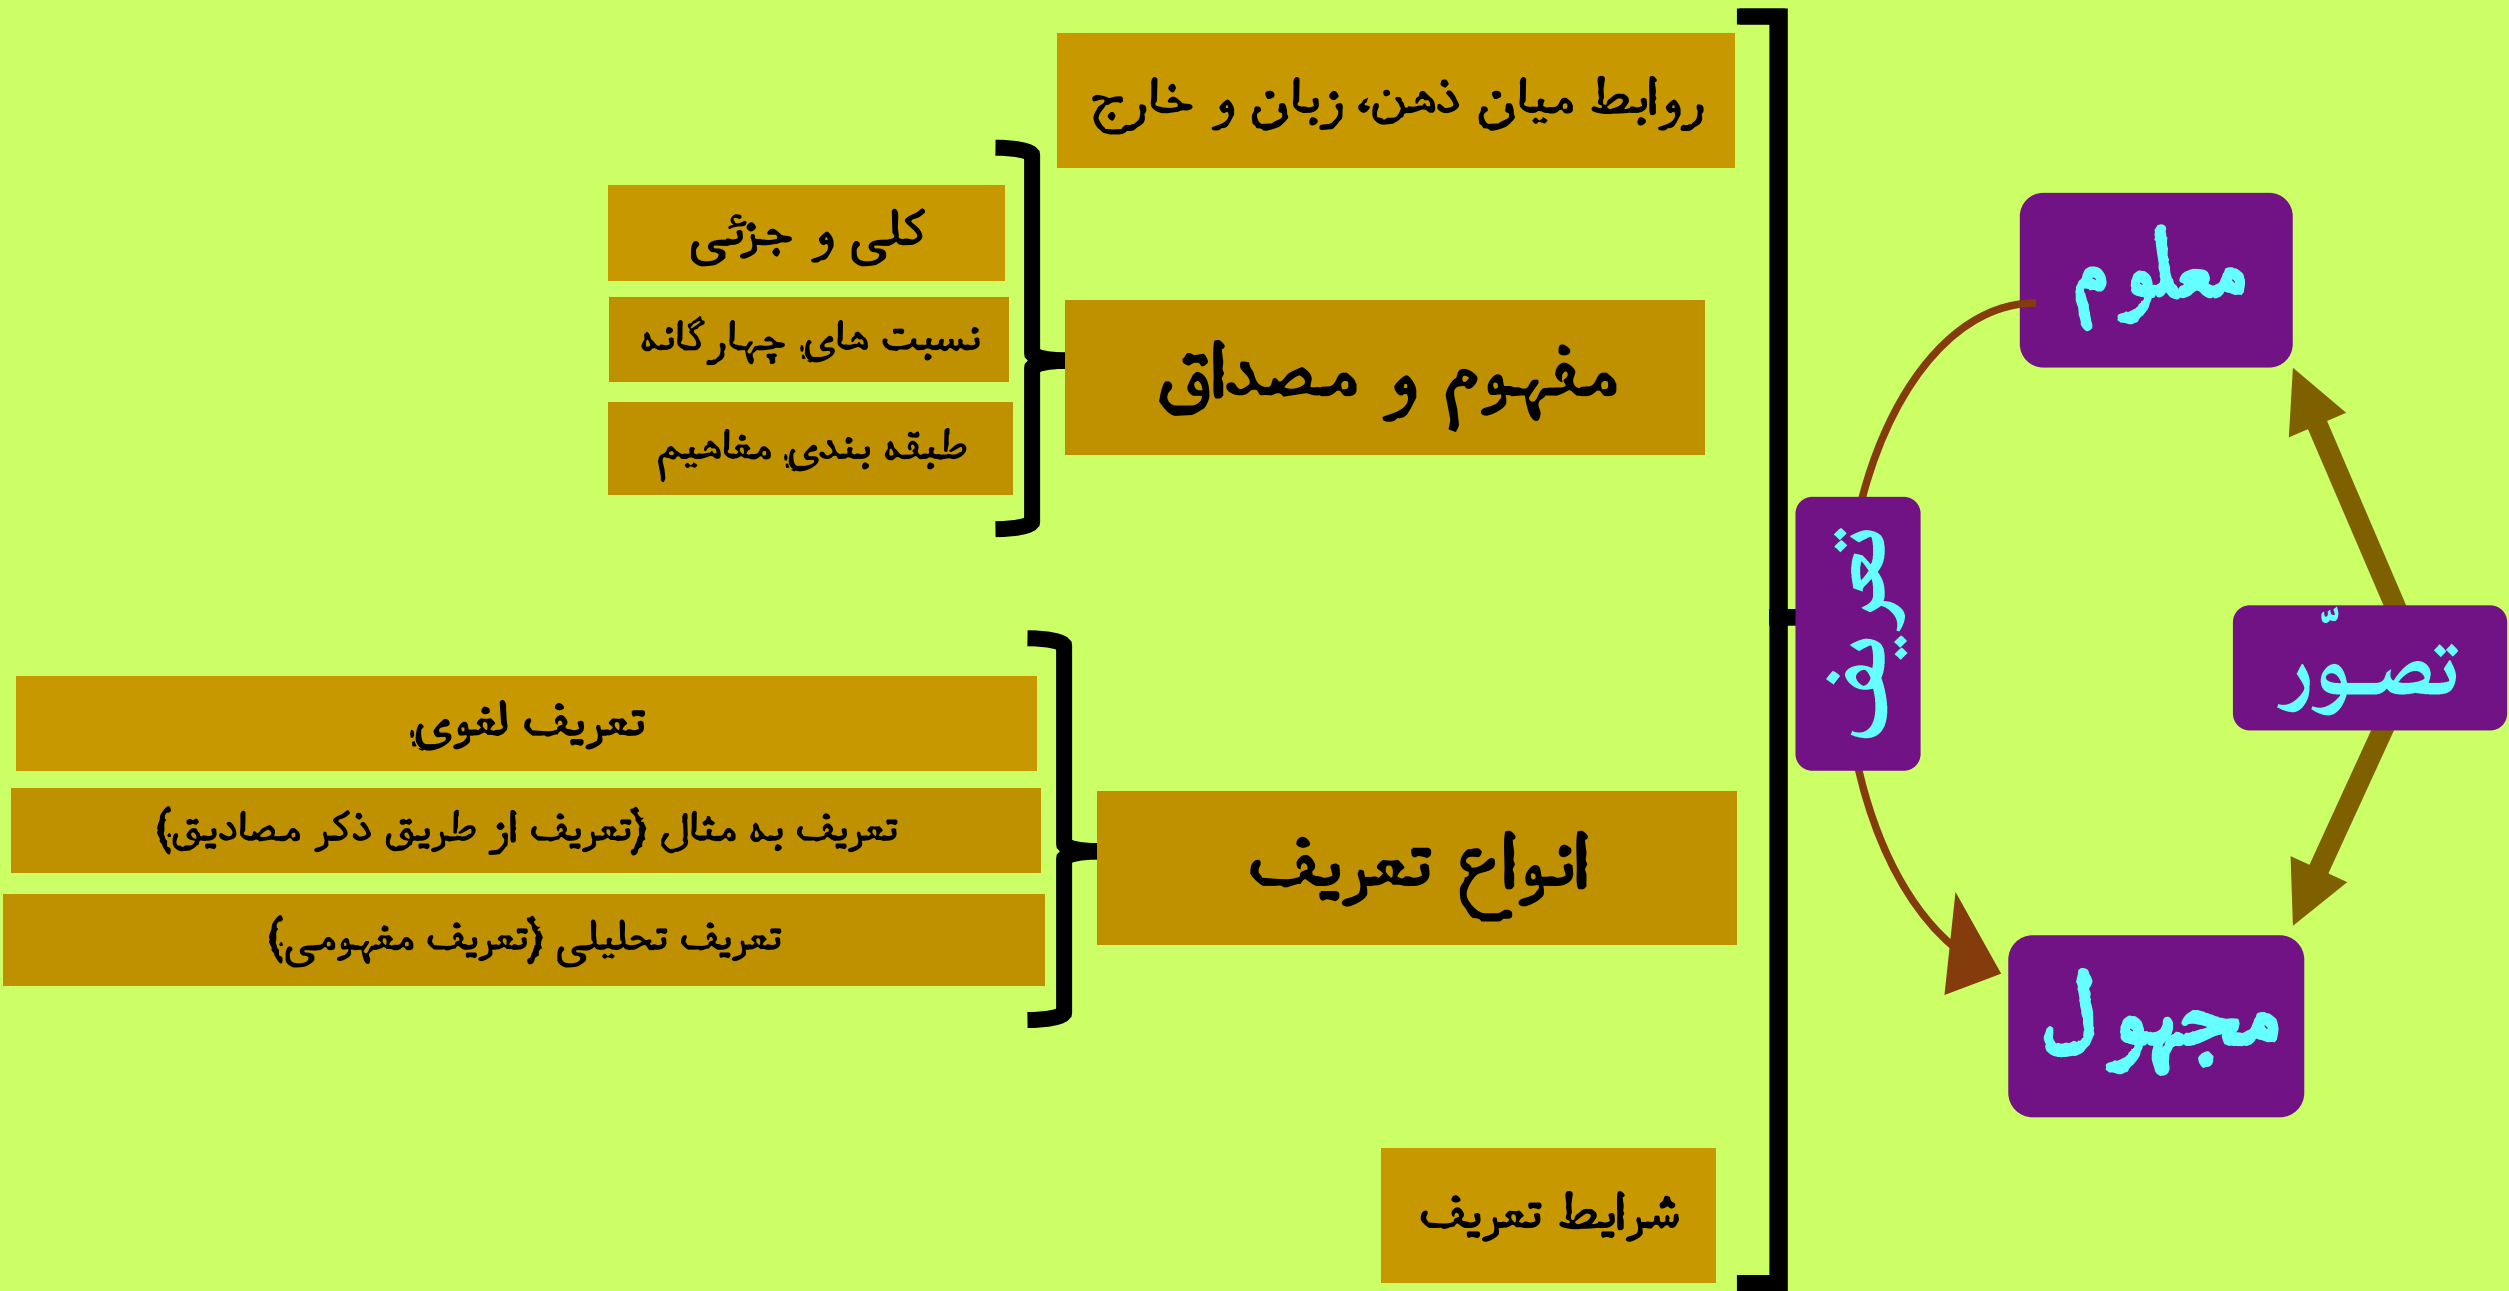 تصوّر
معلوم
مجهول
تعریف
روابط میان ذهن، زبان و خارج
مفهوم و مصداق
کلی و جزئی
نسبت های چهارگانه
طبقه بندی مفاهیم
انواع تعریف
تعریف لغوی
تعریف به مثال (تعریف از طریق ذکر مصادیق)
تعریف تحلیلی (تعریف مفهومی)
شرایط تعریف